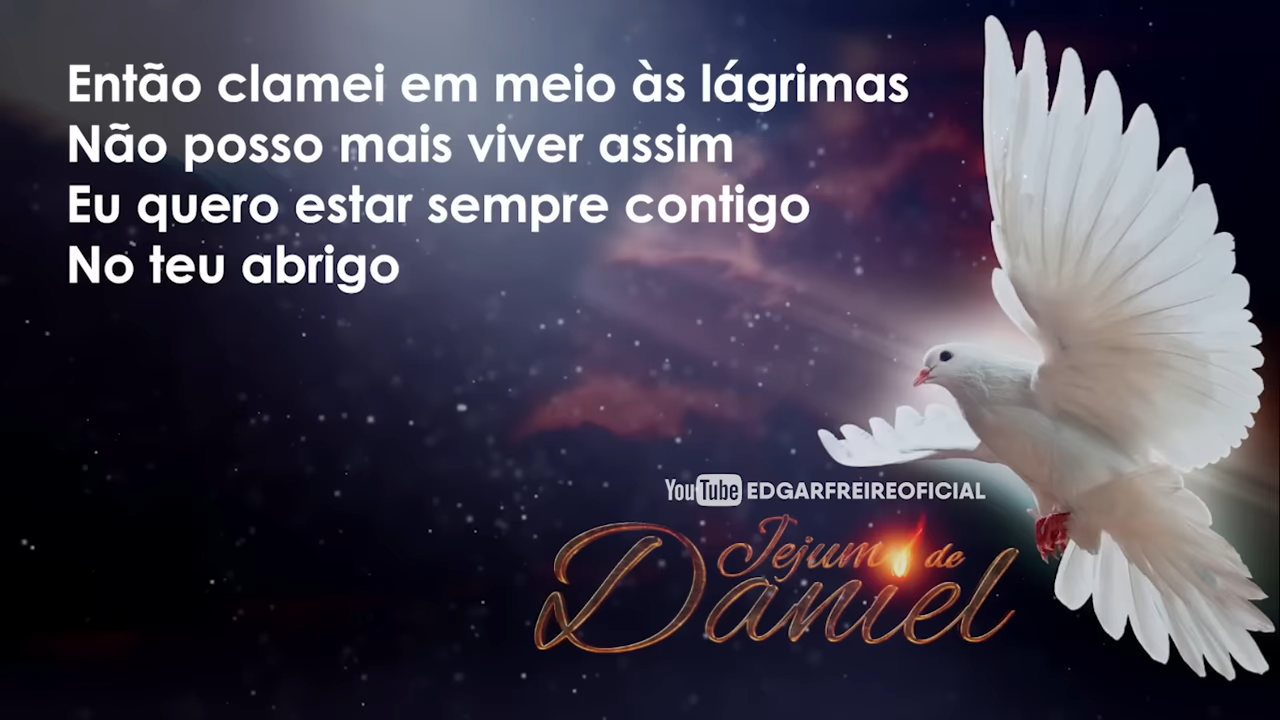 Então clamei em meio às lágrimas
Não posso mais viver assim
Eu quero estar sempre contigo
No teu abrigo
YouTube EDGARFREIREOFICIAL
Jejum de
Daniel